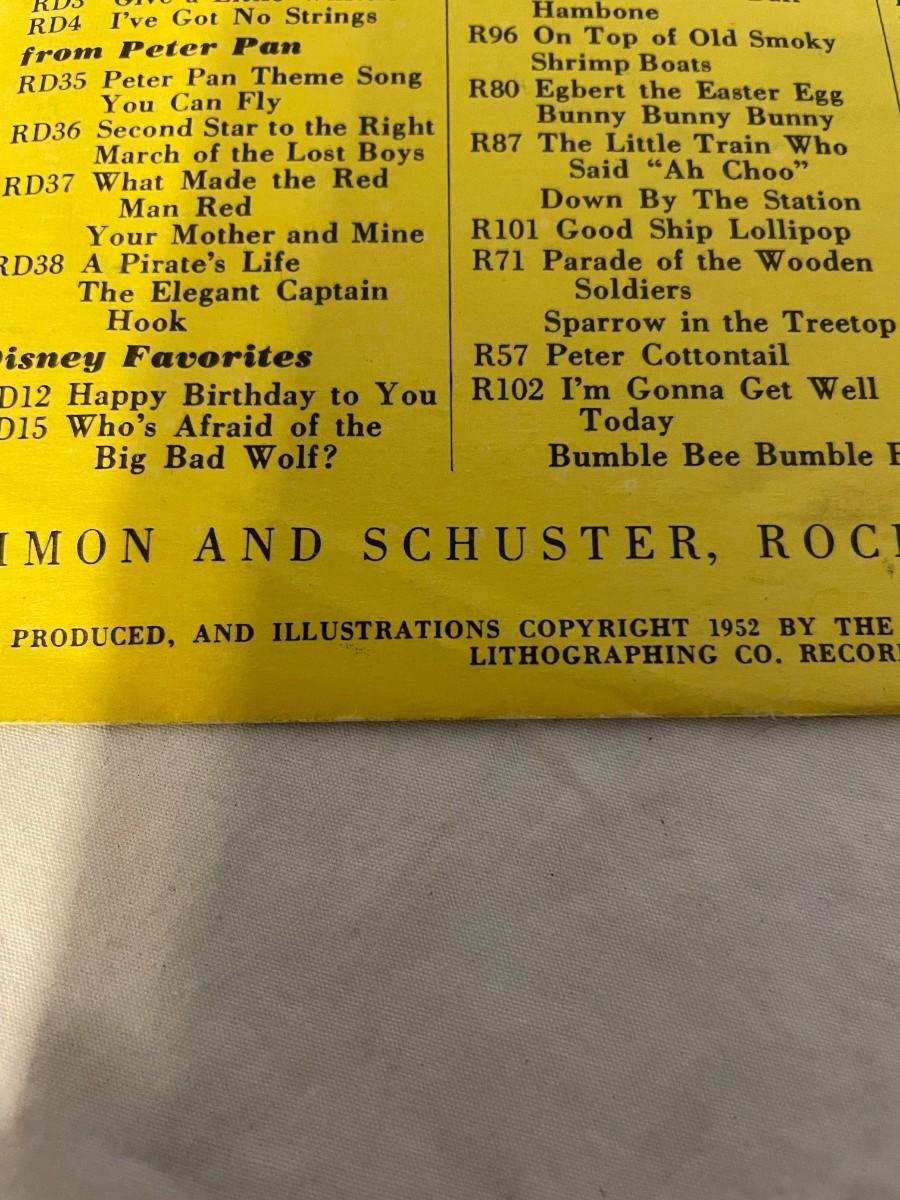 RD3
RD4 I've Got No Strings
from Peter Pan
RD35 Peter Pan Theme Song
You Can Fly
RD36 Second Star to the Right
March of the Lost Boys
RD37 What Made the Red
Man Red
Your Mother and Mine
RD38 A Pirate's Life
The Elegant Captain
Hook
Disney Favorites
D12 Happy Birthday to You
D15 Who's Afraid of the
Big Bad Wolf?
Hambone
R96 On Top of Old Smoky
Shrimp Boats
R80 Egbert the Easter Egg
Bunny Bunny Bunny
R87 The Little Train Who
Said “Ah Choo”
Down By The Station
R101 Good Ship Lollipop
R71 Parade of the Wooden
Soldiers
Sparrow in the Treetop
R57 Peter Cottontail
R102 I'm Gonna Get Well
Today
Bumble Bee Bumble
IMON AND SCHUSTER, ROC
PRODUCED, AND ILLUSTRATIONS COPYRIGHT 1952 BY THE
LITHOGRAPHING CO. RECOR